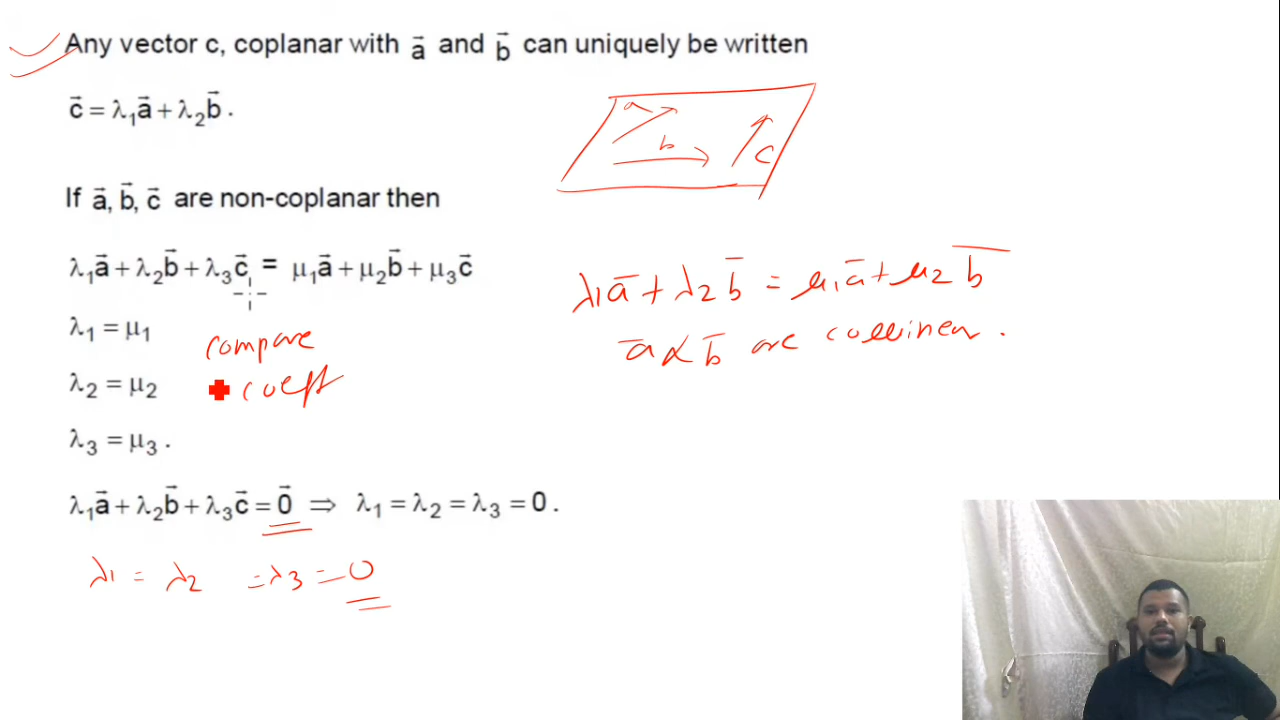 Any vector c, coplanar with a⃗ and b⃗ can uniquely be written
c⃗ = λ₁a⃗ + λ₂b⃗ .
a
b
c
If a⃗, b⃗, c⃗ are non-coplanar then
λ₁a⃗ + λ₂b⃗ + λ₃c⃗ = μ₁a⃗ + μ₂b⃗ + μ₃c⃗
λ₁a̅ + λ₂b̅ = μ₁a̅ + μ₂b̅
λ₁ = μ₁
compare
a̅ & b̅ are collinear .
λ₂ = μ₂
coeff
λ₃ = μ₃ .
λ₁a⃗ + λ₂b⃗ + λ₃c⃗ = 0⃗ ⇒ λ₁ = λ₂ = λ₃ = 0 .
λ₁ = λ₂ = λ₃ = 0